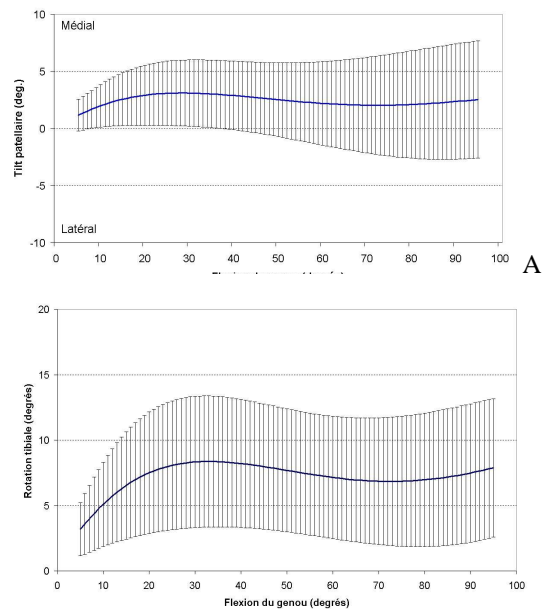 10
Médial
5
Tilt patellaire (deg.)
0
-5
Latéral
-10
0 10 20 30 40 50 60 70 80 90 100
A
20
15
Rotation tibiale (degrés)
10
5
0
0 10 20 30 40 50 60 70 80 90 100
Flexion du genou (degrés)